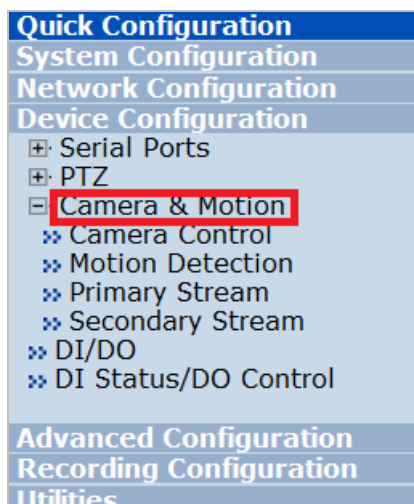 Quick Configuration
System Configuration
Network Configuration
Device Configuration
Serial Ports
PTZ
Camera & Motion
Camera Control
Motion Detection
Primary Stream
Secondary Stream
DI/DO
DI Status/DO Control
Advanced Configuration
Recording Configuration
Utilities